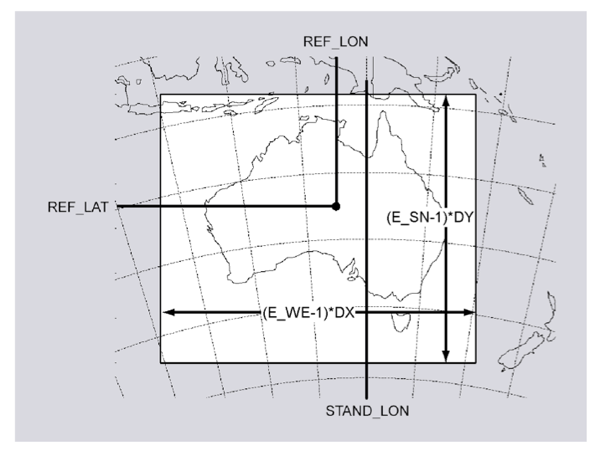 REF_LON
REF_LAT
(E_SN-1)*DY
(E_WE-1)*DX
STAND_LON